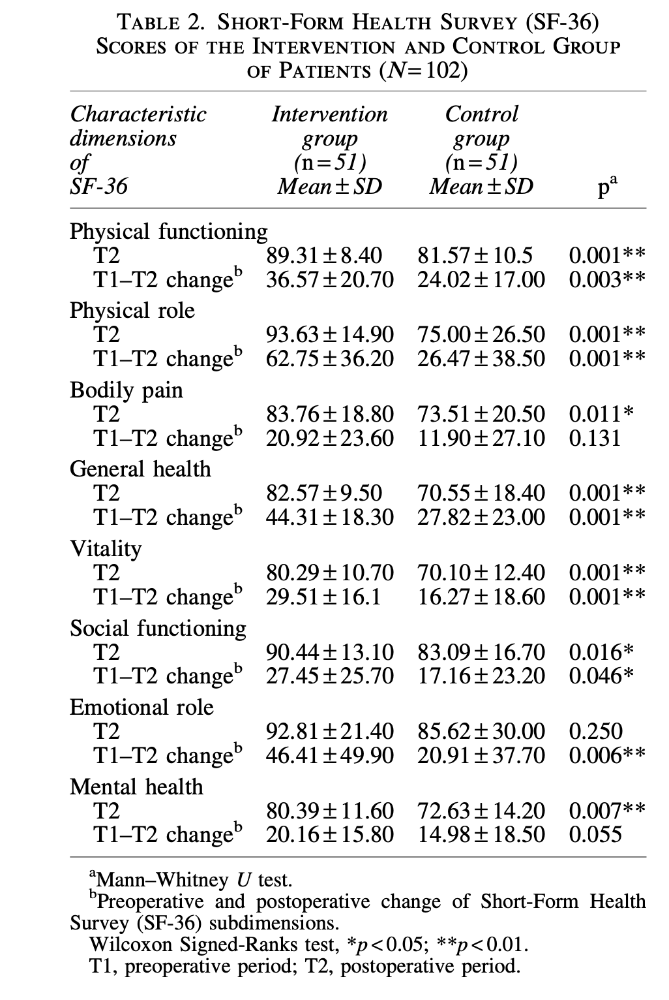 TABLE 2. SHORT-FORM HEALTH SURVEY (SF-36)
SCORES OF THE INTERVENTION AND CONTROL GROUP
OF PATIENTS (N=102)
Characteristic Intervention Control
dimensions group group
of (n=51) (n=51)
SF-36 Mean±SD Mean±SD pᵃ
Physical functioning
T2 89.31±8.40 81.57±10.5 0.001**
T1–T2 changeᵇ 36.57±20.70 24.02±17.00 0.003**
Physical role
T2 93.63±14.90 75.00±26.50 0.001**
T1–T2 changeᵇ 62.75±36.20 26.47±38.50 0.001**
Bodily pain
T2 83.76±18.80 73.51±20.50 0.011*
T1–T2 changeᵇ 20.92±23.60 11.90±27.10 0.131
General health
T2 82.57±9.50 70.55±18.40 0.001**
T1–T2 changeᵇ 44.31±18.30 27.82±23.00 0.001**
Vitality
T2 80.29±10.70 70.10±12.40 0.001**
T1–T2 changeᵇ 29.51±16.1 16.27±18.60 0.001**
Social functioning
T2 90.44±13.10 83.09±16.70 0.016*
T1–T2 changeᵇ 27.45±25.70 17.16±23.20 0.046*
Emotional role
T2 92.81±21.40 85.62±30.00 0.250
T1–T2 changeᵇ 46.41±49.90 20.91±37.70 0.006**
Mental health
T2 80.39±11.60 72.63±14.20 0.007**
T1–T2 changeᵇ 20.16±15.80 14.98±18.50 0.055
ᵃMann–Whitney U test.
ᵇPreoperative and postoperative change of Short-Form Health
Survey (SF-36) subdimensions.
Wilcoxon Signed-Ranks test, *p<0.05; **p<0.01.
T1, preoperative period; T2, postoperative period.